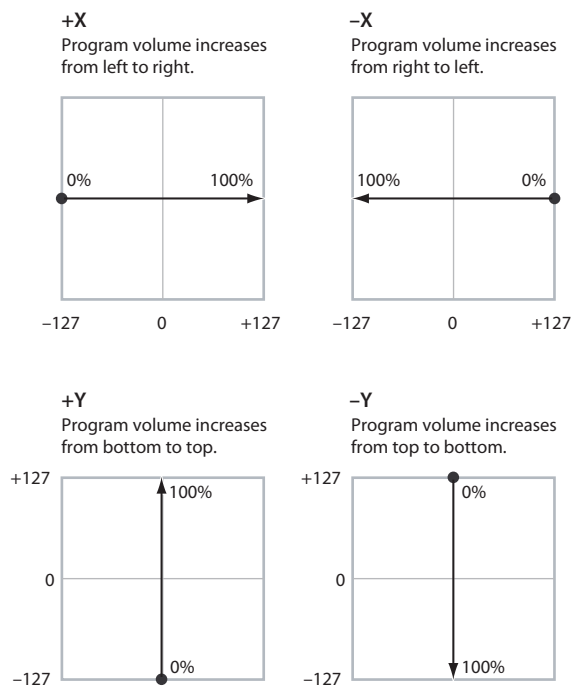 +X
Program volume increases
from left to right.
0%
100%
–127
0
+127
–X
Program volume increases
from right to left.
100%
0%
–127
0
+127
+Y
Program volume increases
from bottom to top.
+127
100%
0
0%
–127
–Y
Program volume increases
from top to bottom.
+127
0%
0
100%
–127